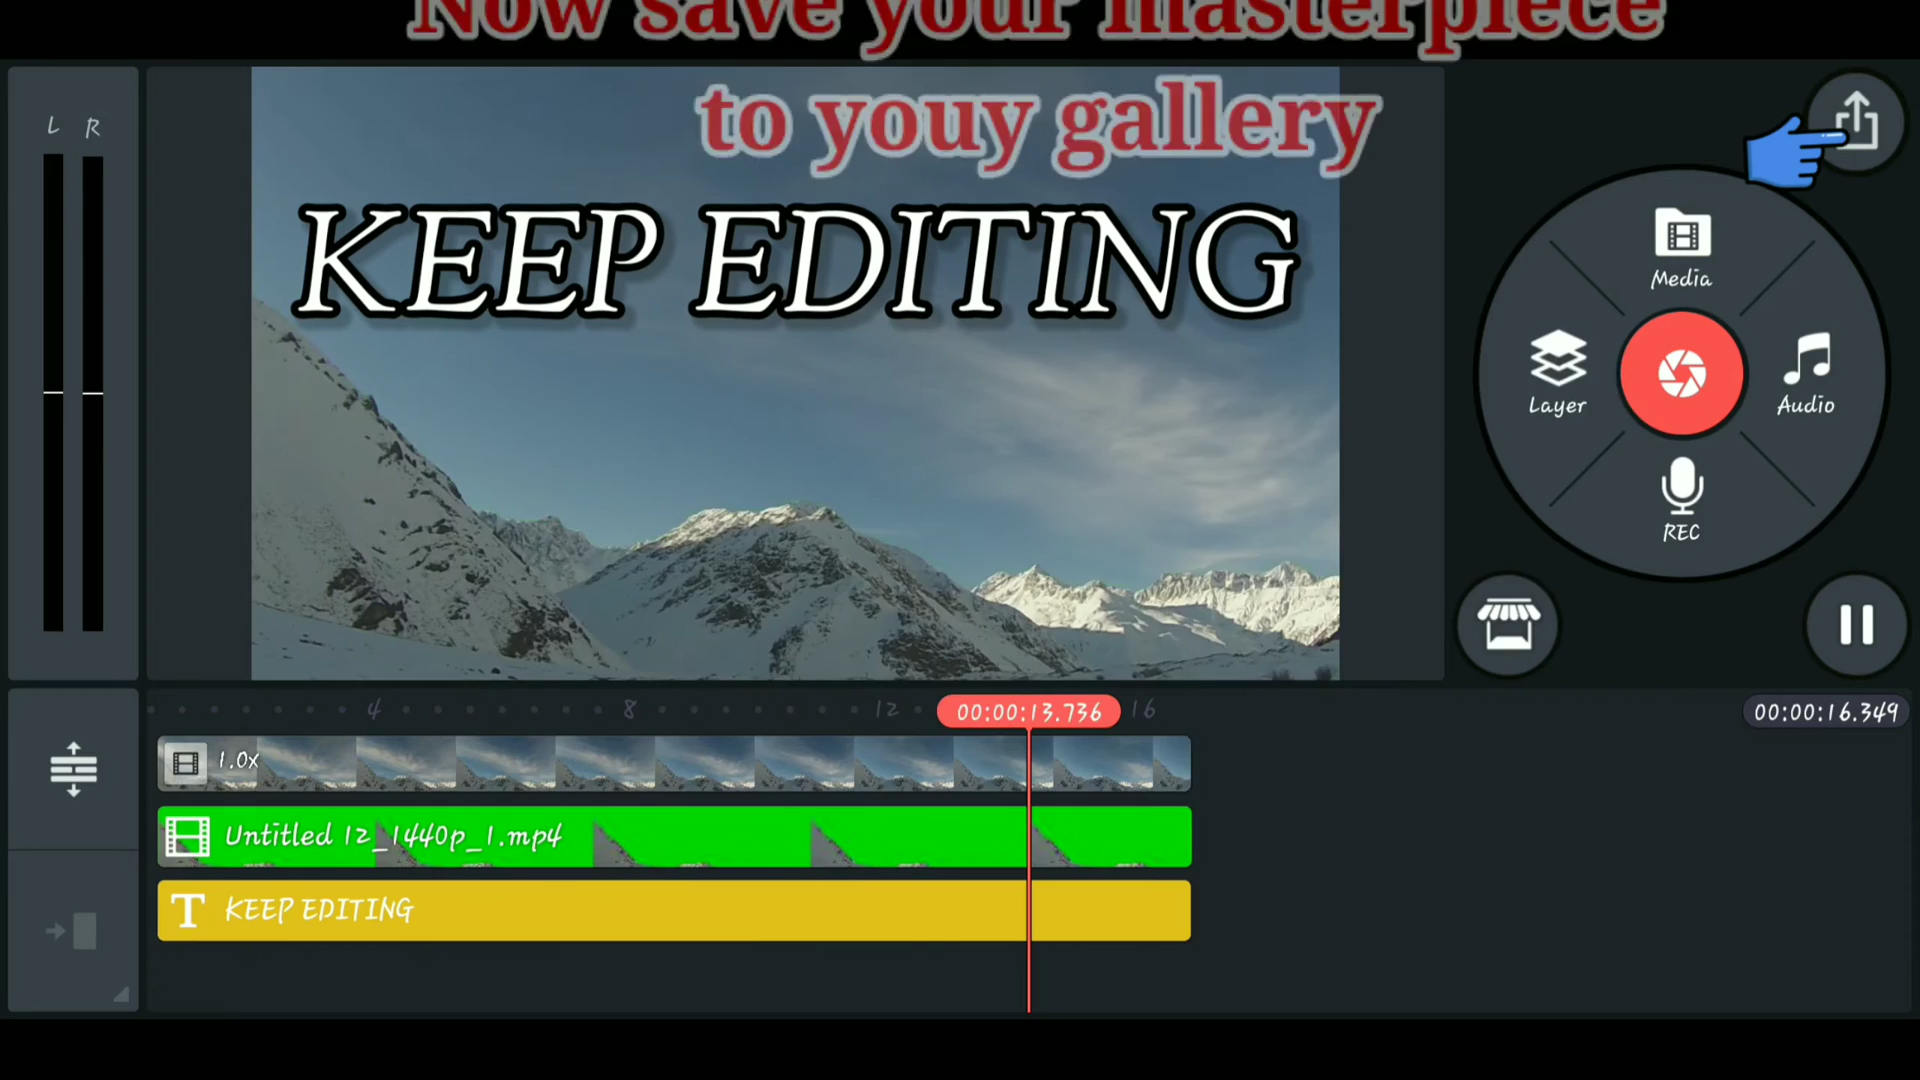 Now save your masterpiece
to youy gallery
L R
KEEP EDITING
Media
Layer
Audio
REC
4 8 12 00:00:13.736 16 00:00:16.349
1.0x
Untitled 12_1440p_1.mp4
T KEEP EDITING